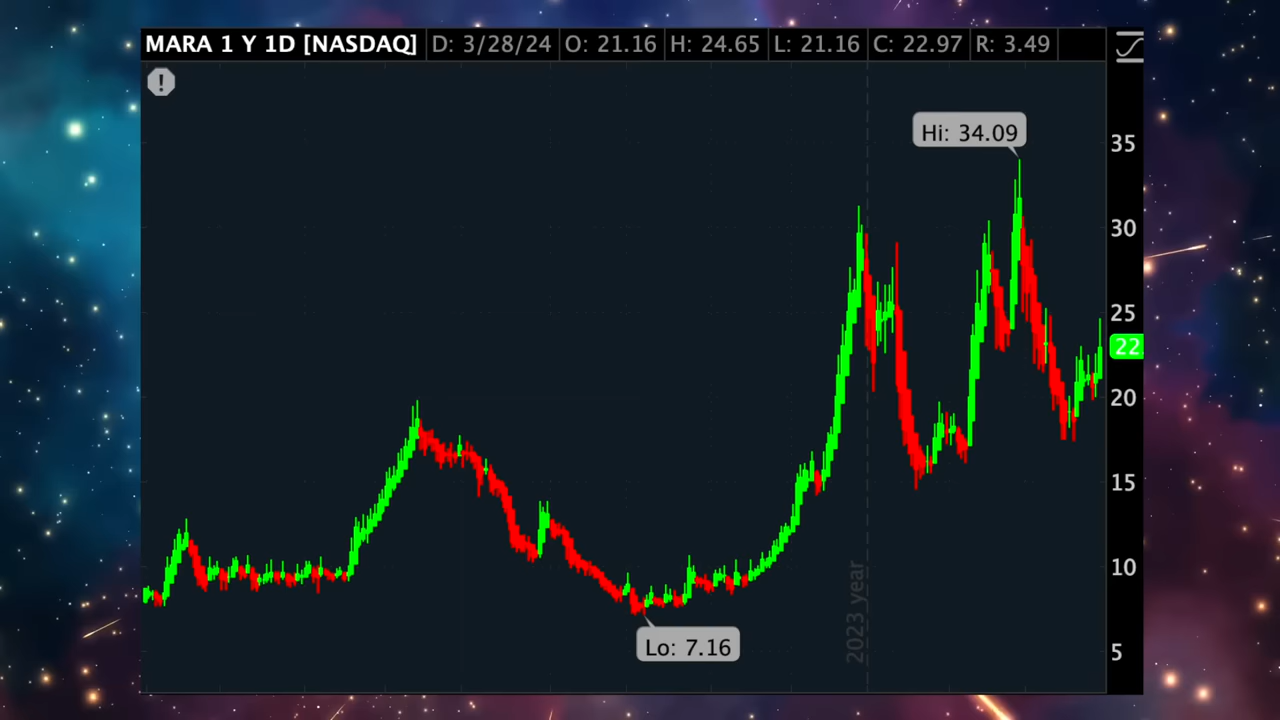 MARA 1 Y 1D [NASDAQ] D: 3/28/24 O: 21.16 H: 24.65 L: 21.16 C: 22.97 R: 3.49
!
Hi: 34.09
35
30
25
22
20
15
10
5
Lo: 7.16
2023 year